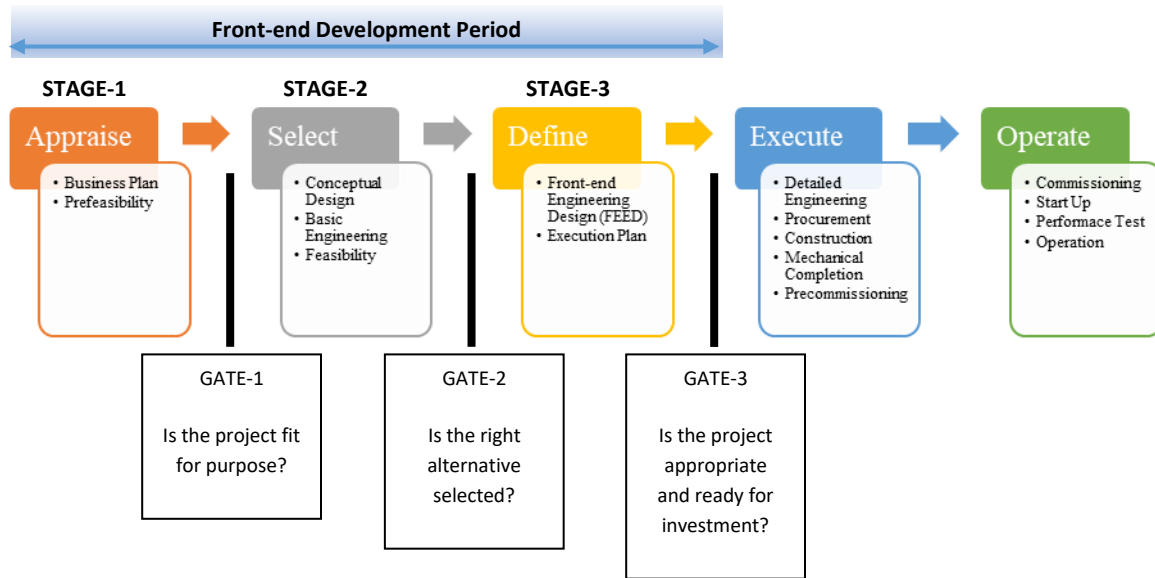 Front-end Development Period
STAGE-1
STAGE-2
STAGE-3
Appraise
• Business Plan
• Prefeasibility
Select
• Conceptual
Design
• Basic
Engineering
• Feasibility
Define
• Front-end
Engineering
Design (FEED)
• Execution Plan
Execute
• Detailed
Engineering
• Procurement
• Construction
• Mechanical
Completion
• Precommissioning
Operate
• Commissioning
• Start Up
• Performace Test
• Operation
GATE-1
Is the project fit
for purpose?
GATE-2
Is the right
alternative
selected?
GATE-3
Is the project
appropriate
and ready for
investment?